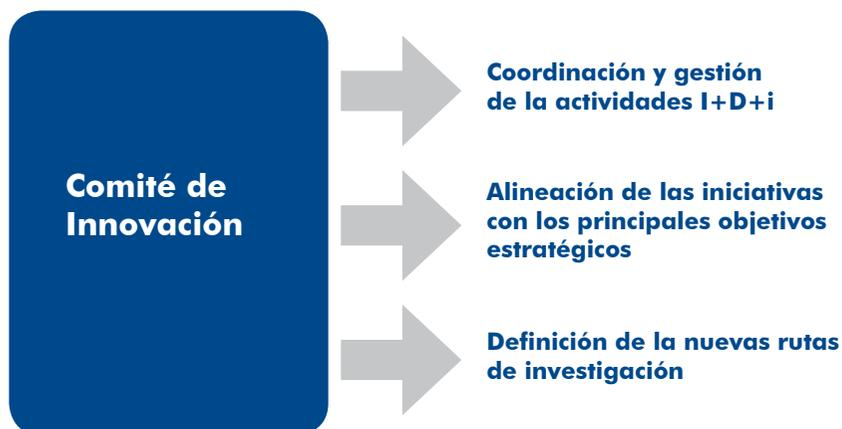 Comité de
Innovación
Coordinación y gestión
de la actividades I+D+i
Alineación de las iniciativas
con los principales objetivos
estratégicos
Definición de la nuevas rutas
de investigación